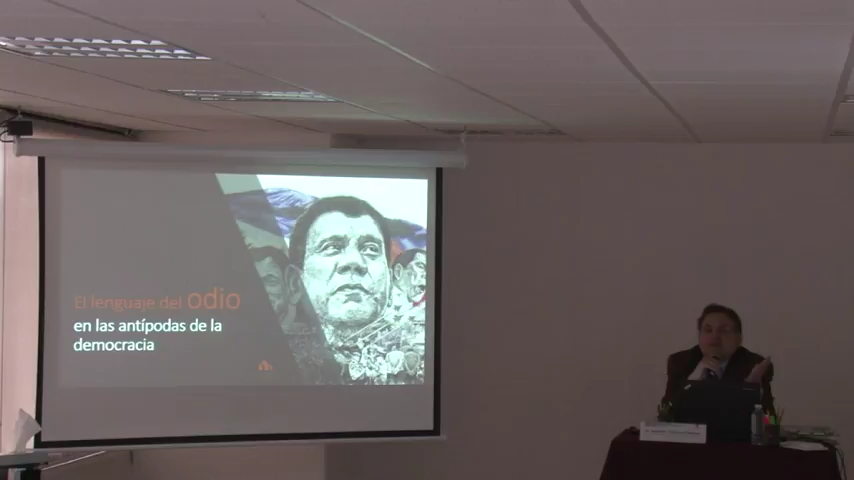 El lenguaje del odio
en las antípodas de la
democracia